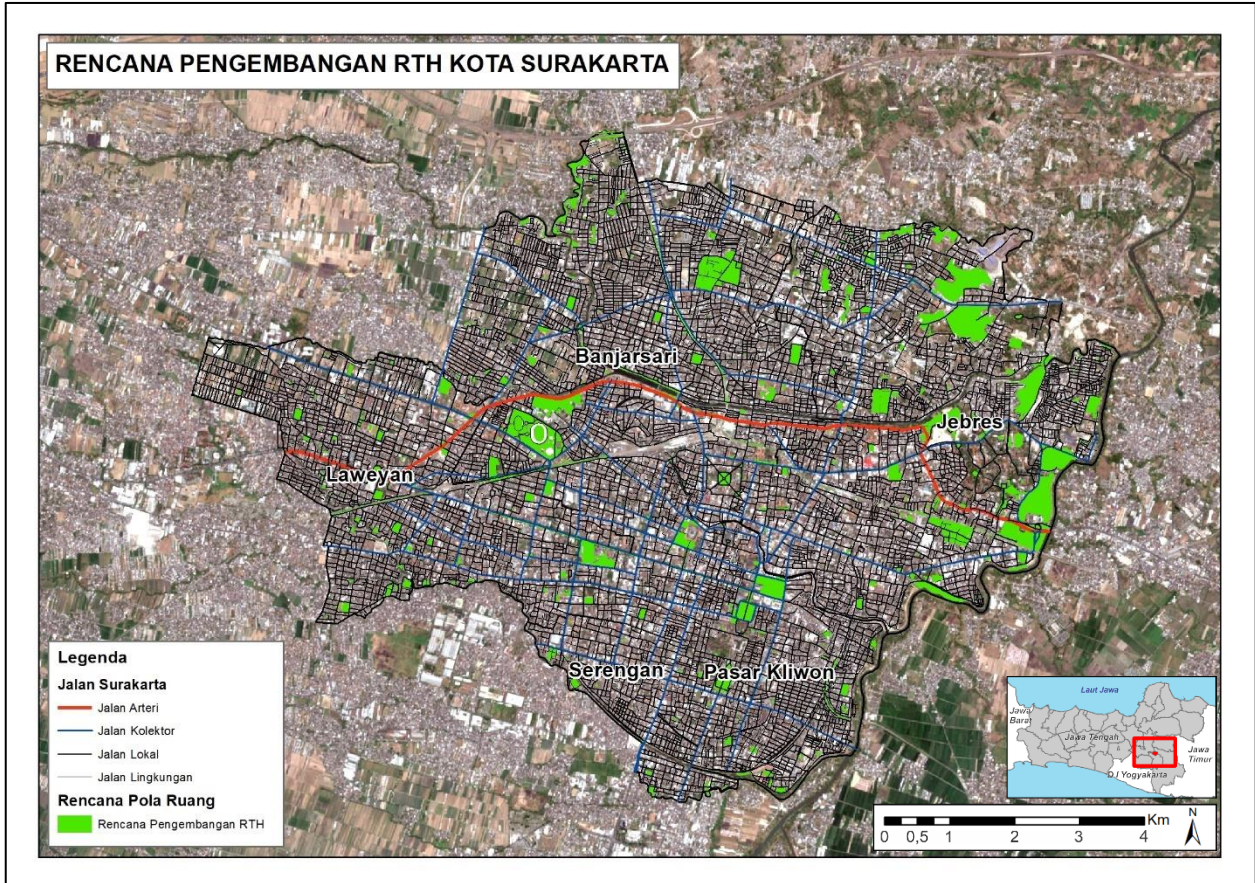 RENCANA PENGEMBANGAN RTH KOTA SURAKARTA
Banjarsari
Jebres
Laweyan
Serengan
Pasar Kliwon
Legenda
Jalan Surakarta
Jalan Arteri
Jalan Kolektor
Jalan Lokal
Jalan Lingkungan
Rencana Pola Ruang
Rencana Pengembangan RTH
Laut Jawa
Jawa
Barat
Jawa Tengah
Jawa
Timur
D.I Yogyakarta
Km
N
0 0,5 1 2 3 4